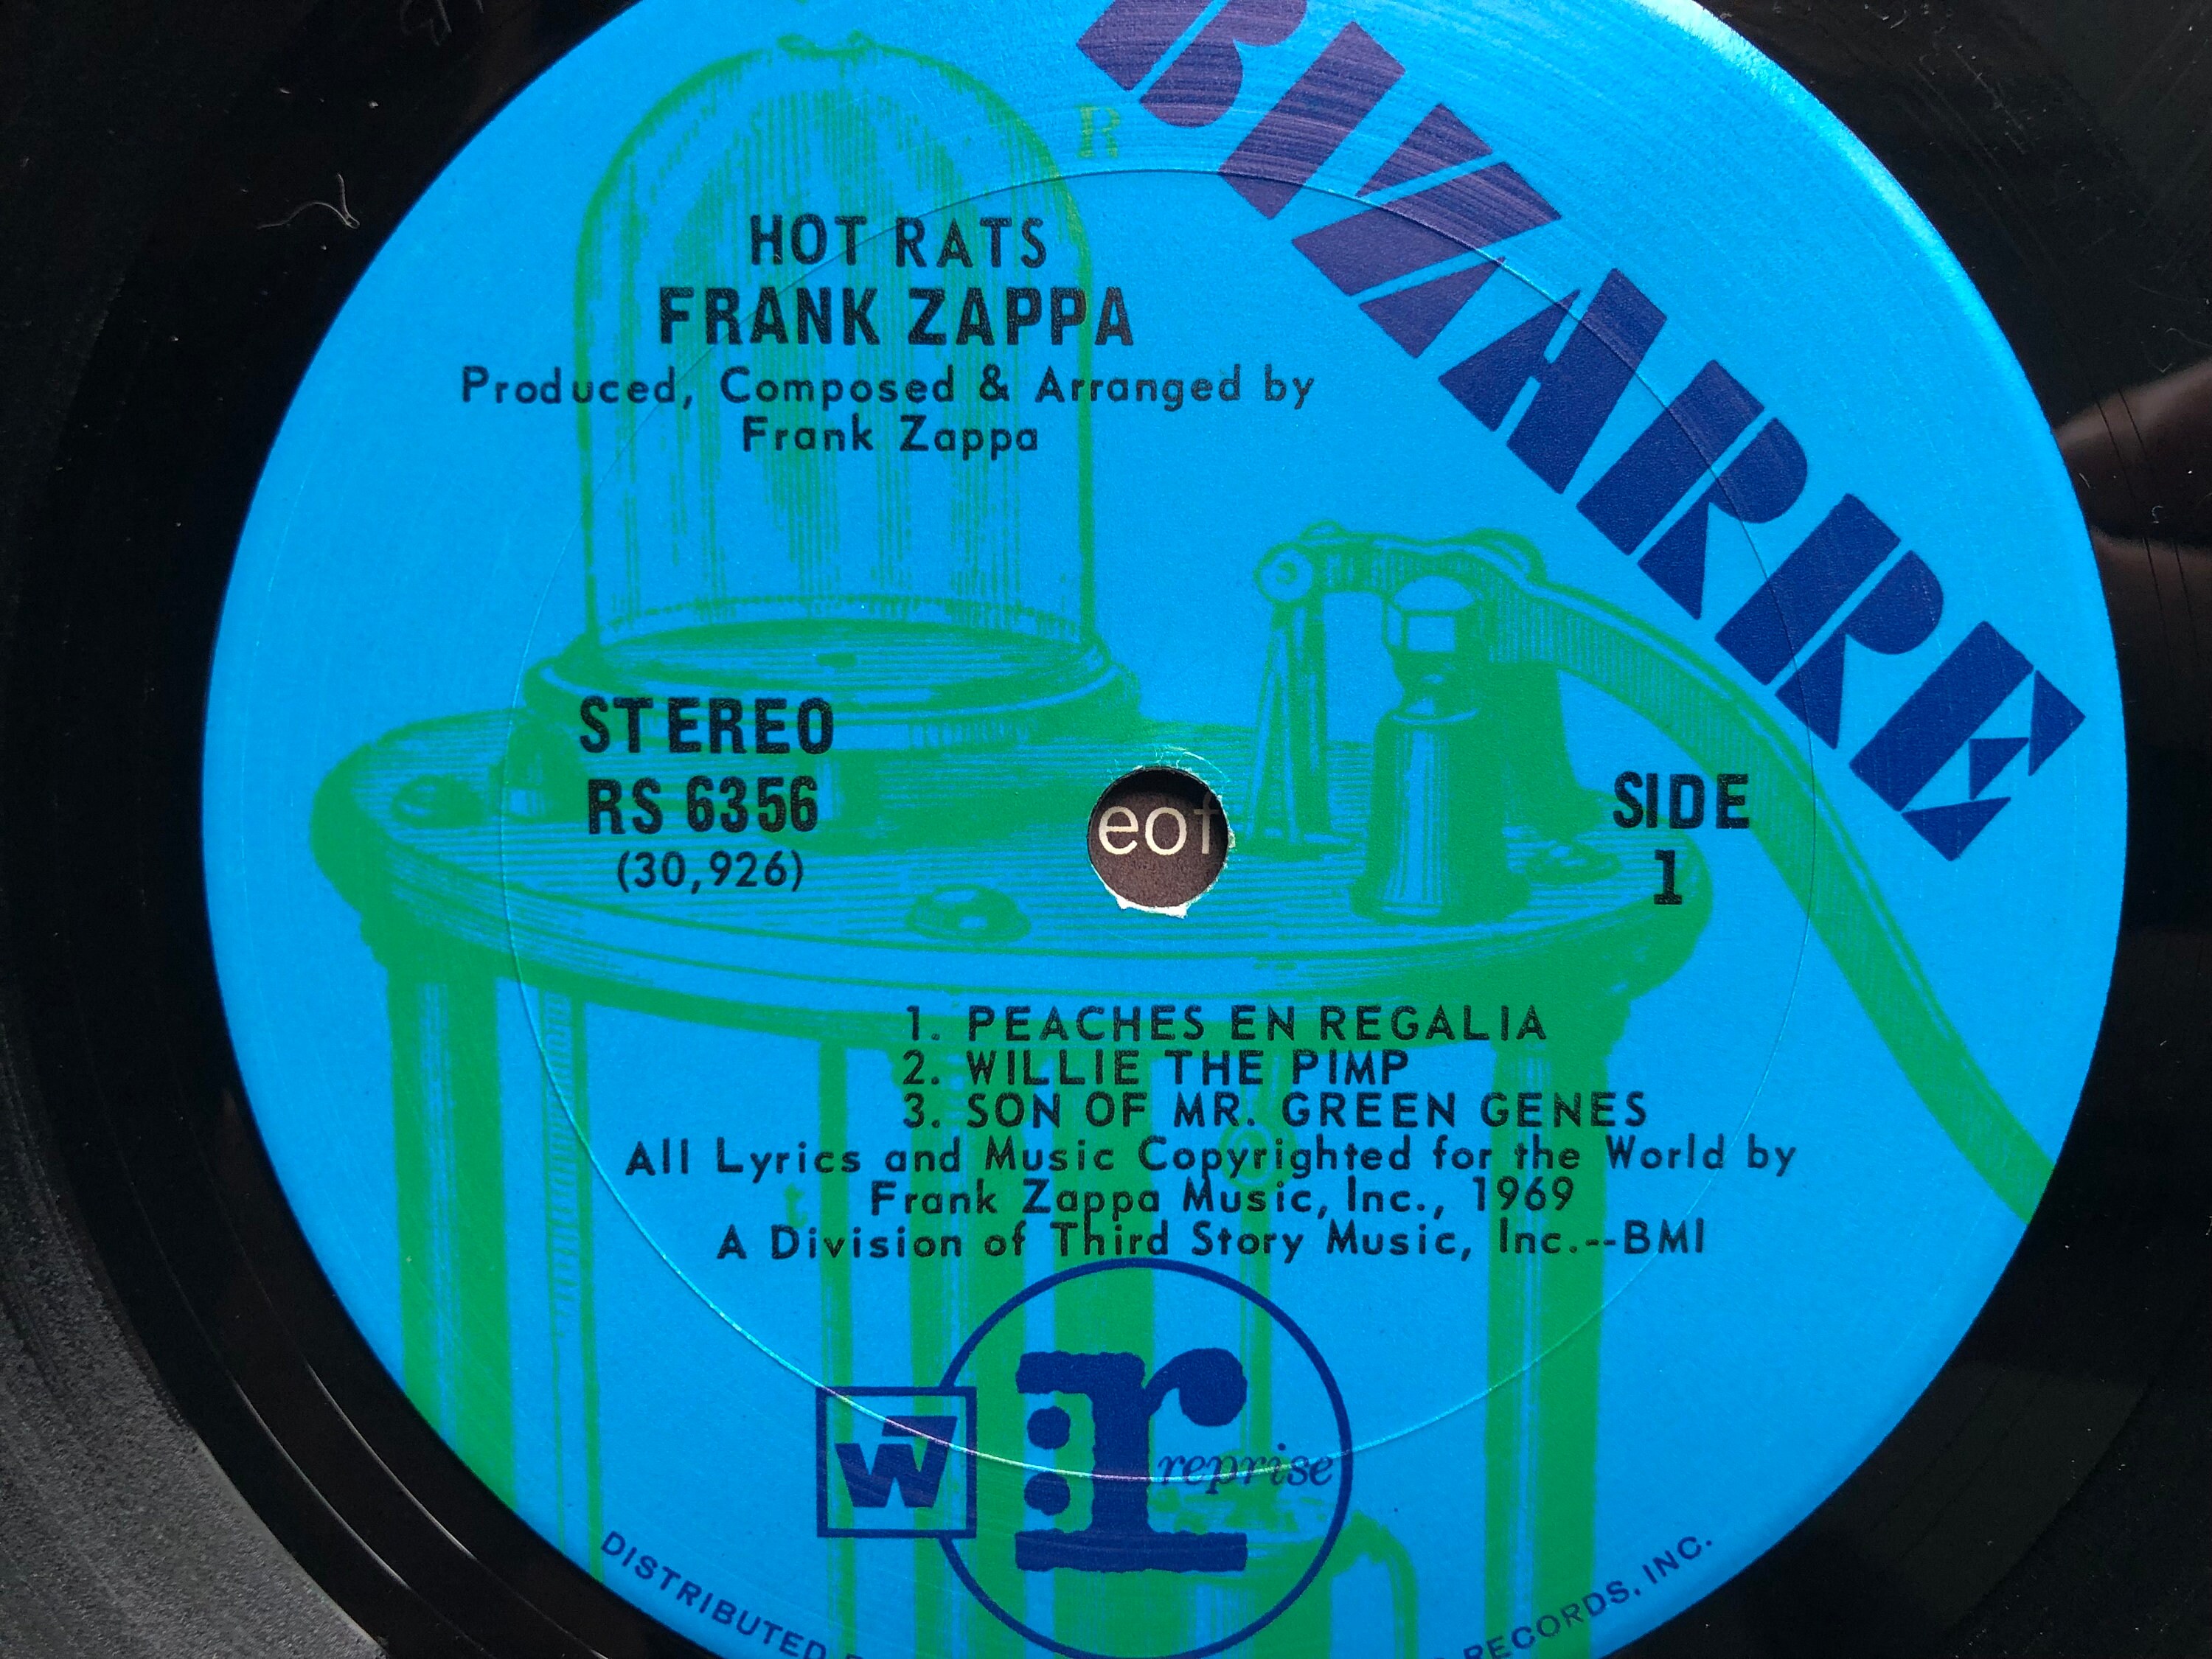 BIZARRE
HOT RATS
FRANK ZAPPA
Produced, Composed & Arranged by
Frank Zappa
STEREO
RS 6356
(30,926)
eof
SIDE
1
1. PEACHES EN REGALIA
2. WILLIE THE PIMP
3. SON OF MR. GREEN GENES
All Lyrics and Music Copyrighted for the World by
Frank Zappa Music, Inc., 1969
A Division of Third Story Music, Inc.--BMI
W
r reprise
DISTRIBUTED
RECORDS, INC.